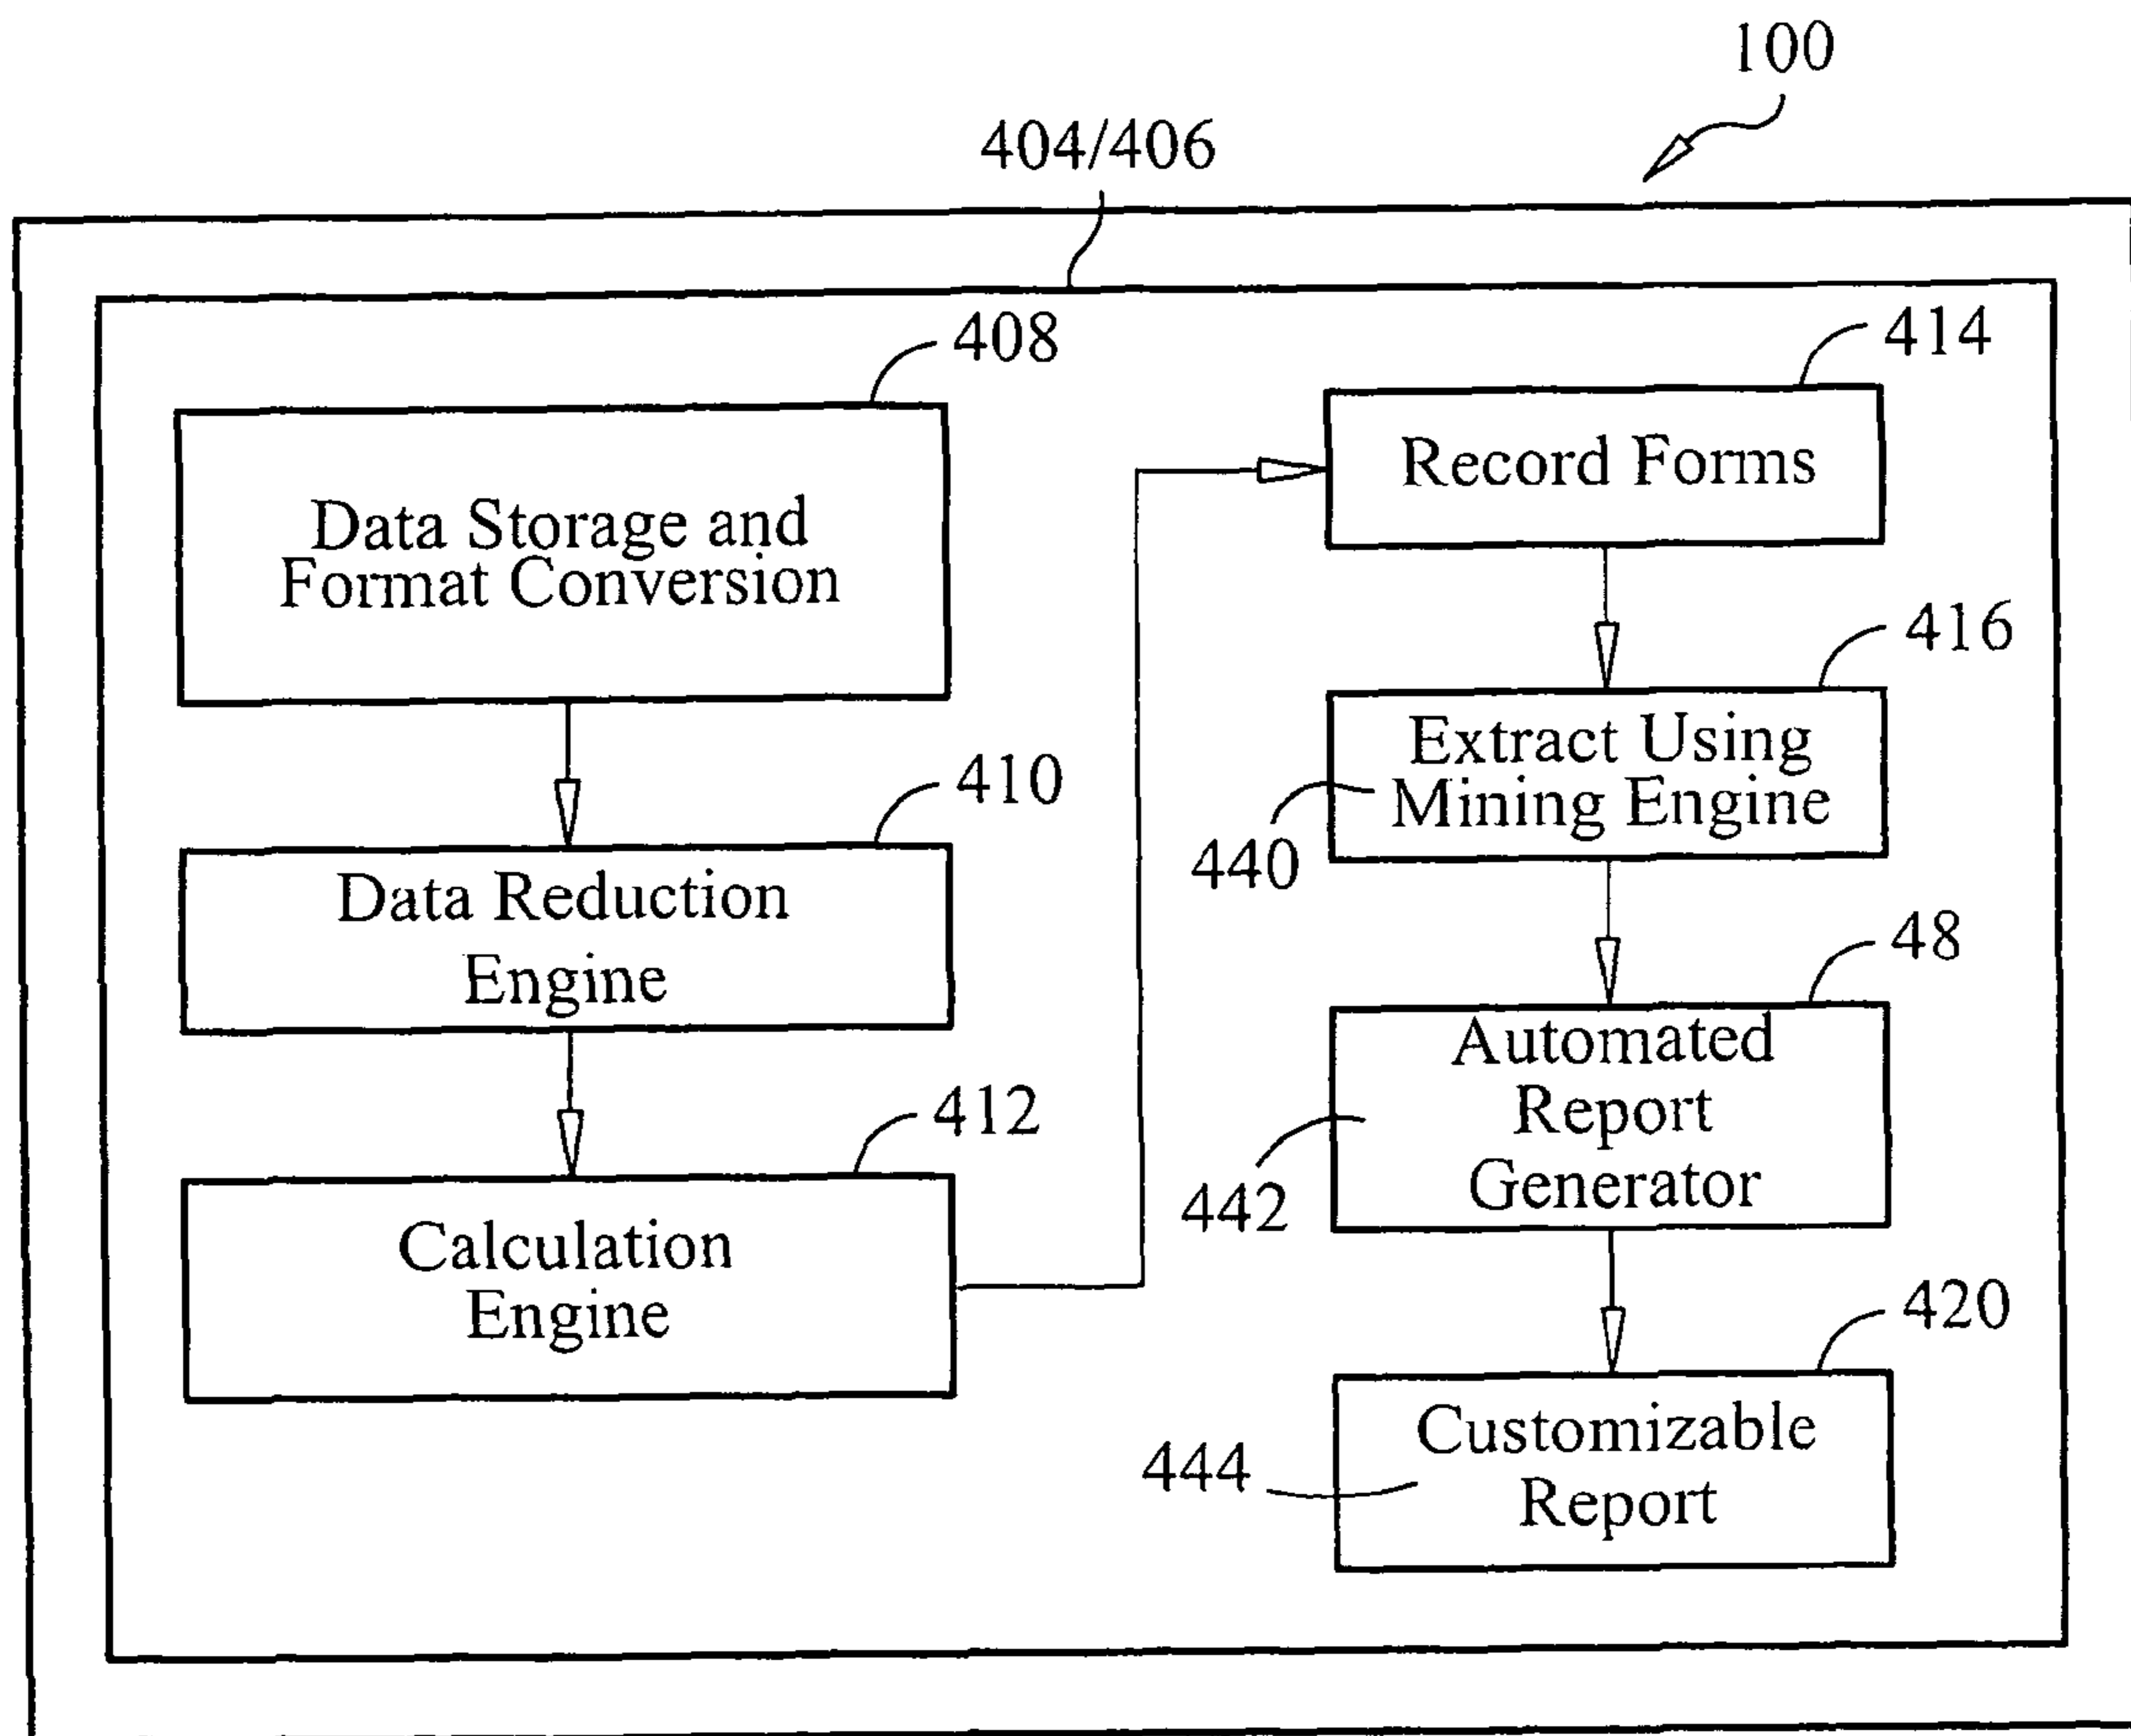 100
404/406
408
Data Storage and
Format Conversion
410
Data Reduction
Engine
412
Calculation
Engine
414
Record Forms
416
Extract Using
Mining Engine
440
48
Automated
Report
Generator
442
420
Customizable
Report
444